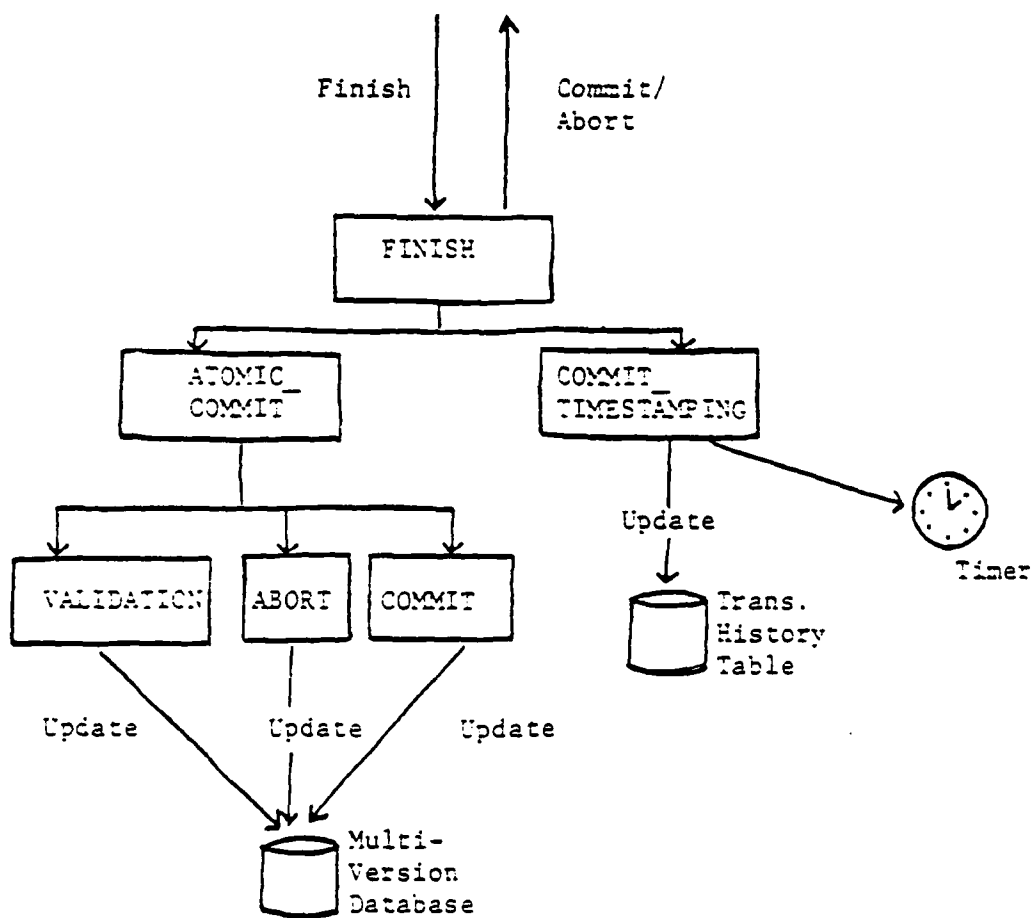 Finish
Commit/
Abort
FINISH
ATOMIC_
COMMIT
COMMIT_
TIMESTAMPING
Update
Timer
VALIDATION
ABORT
COMMIT
Trans.
History
Table
Update
Update
Update
Multi-
Version
Database